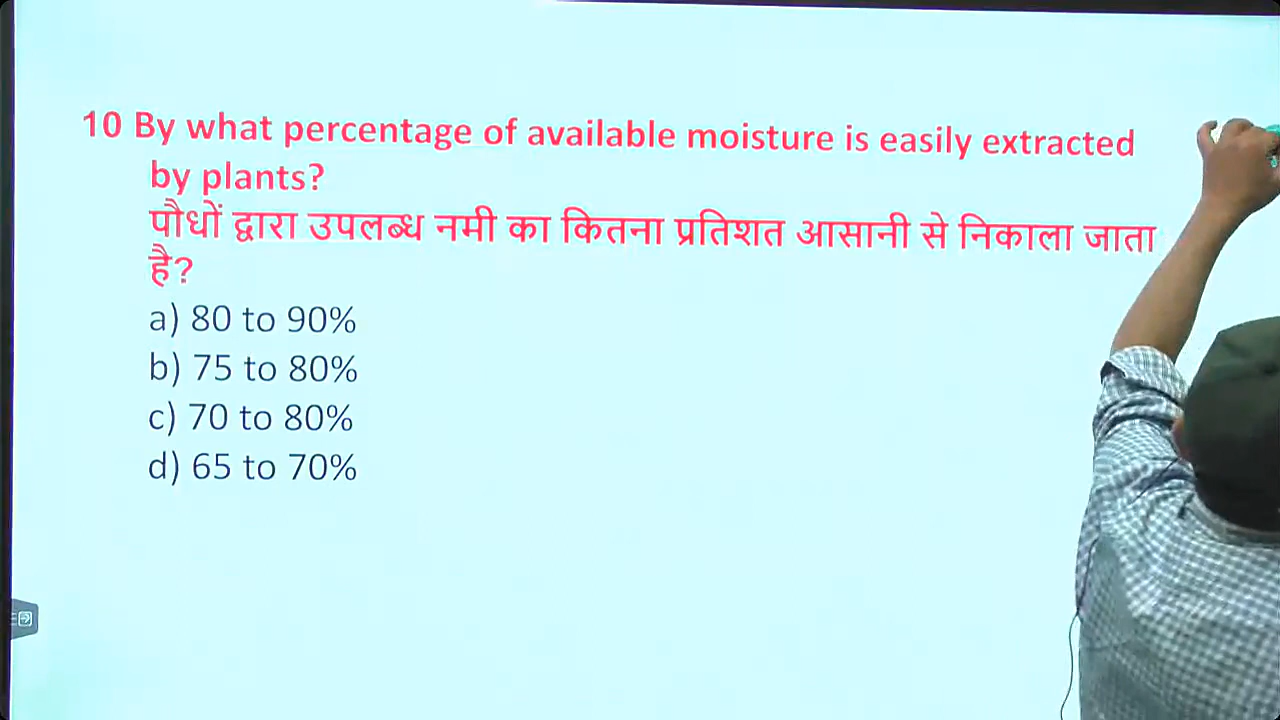 10 By what percentage of available moisture is easily extracted
by plants?
पौधों द्वारा उपलब्ध नमी का कितना प्रतिशत आसानी से निकाला जाता
है?
a) 80 to 90%
b) 75 to 80%
c) 70 to 80%
d) 65 to 70%